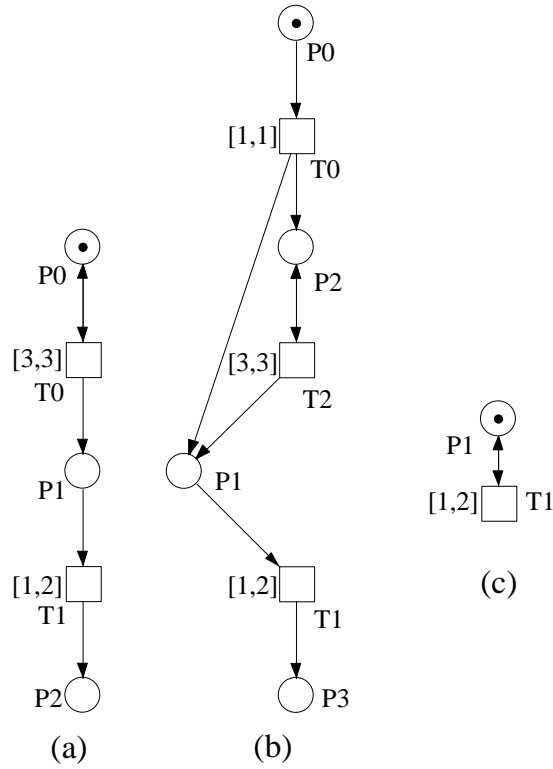 P0
[3,3]
T0
P1
[1,2]
T1
P2
(a)
P0
[1,1]
T0
P2
[3,3]
T2
P1
[1,2]
T1
P3
(b)
P1
[1,2]
T1
(c)